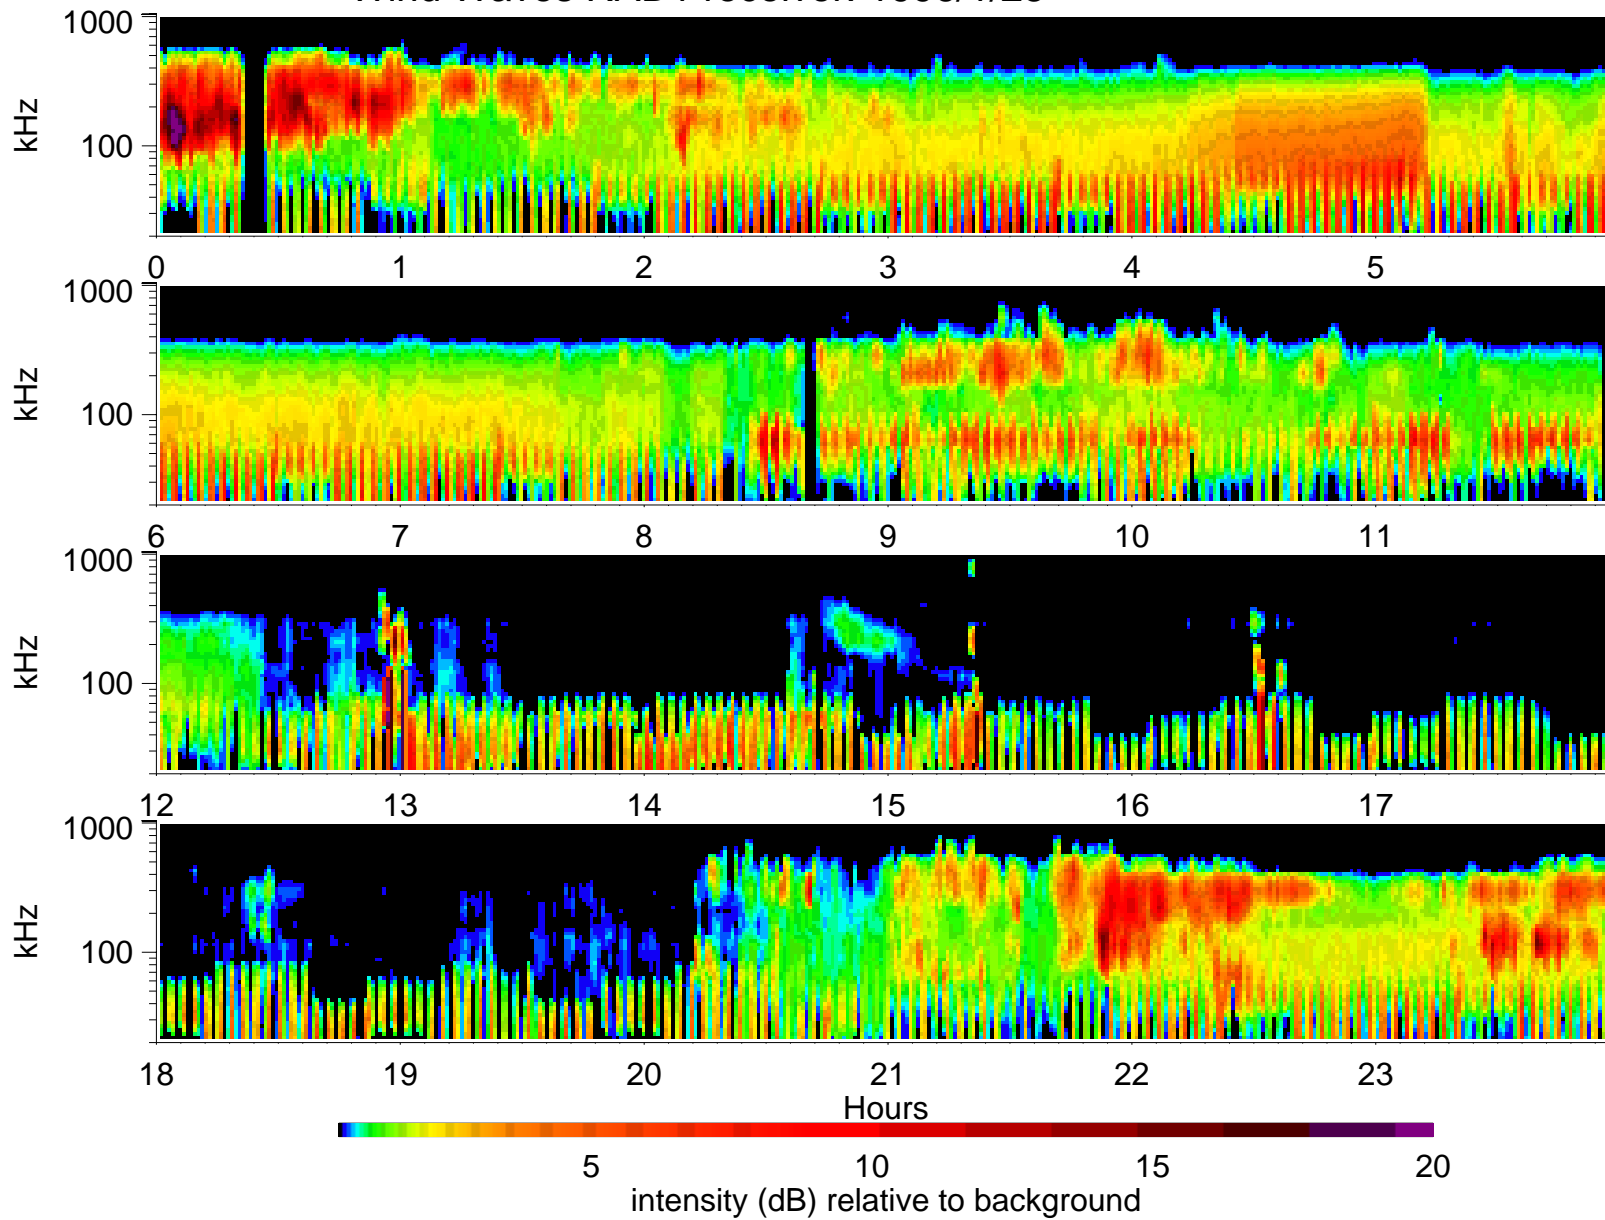 kHz 1000 100
0 1 2 3 4 5
kHz 1000 100
6 7 8 9 10 11
kHz 1000 100
12 13 14 15 16 17
kHz 1000 100
18 19 20 21 22 23
Hours
5 10 15 20
intensity (dB) relative to background